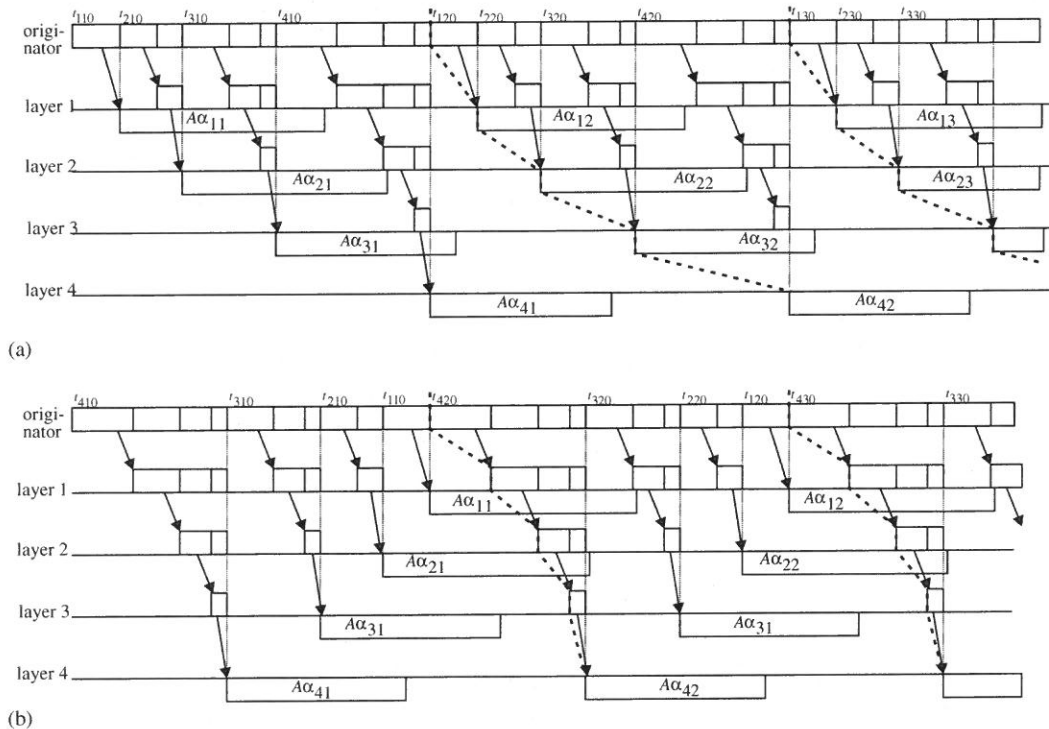 t110 t210 t310 t410 t120 t220 t320 t420 t130 t230 t330
origi-
nator
layer 1
Aα11 Aα12 Aα13
layer 2
Aα21 Aα22 Aα23
layer 3
Aα31 Aα32
layer 4
Aα41 Aα42
(a)
t410 t310 t210 t110 t420 t320 t220 t120 t430 t330
origi-
nator
layer 1
Aα11 Aα12
layer 2
Aα21 Aα22
layer 3
Aα31 Aα31
layer 4
Aα41 Aα42
(b)